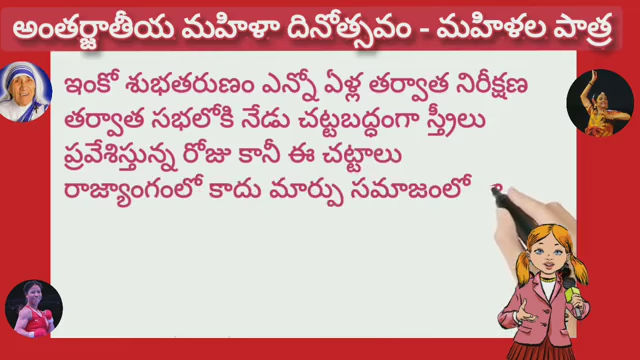 అంతర్జాతీయ మహిళా దినోత్సవం - మహిళల పాత్ర
ఇంకో శుభతరుణం ఎన్నో ఏళ్ల తర్వాత నిరీక్షణ
తర్వాత సభలోకి నేడు చట్టబద్ధంగా స్త్రీలు
ప్రవేశిస్తున్న రోజు కానీ ఈ చట్టాలు
రాజ్యాంగంలో కాదు మార్పు సమాజంలో